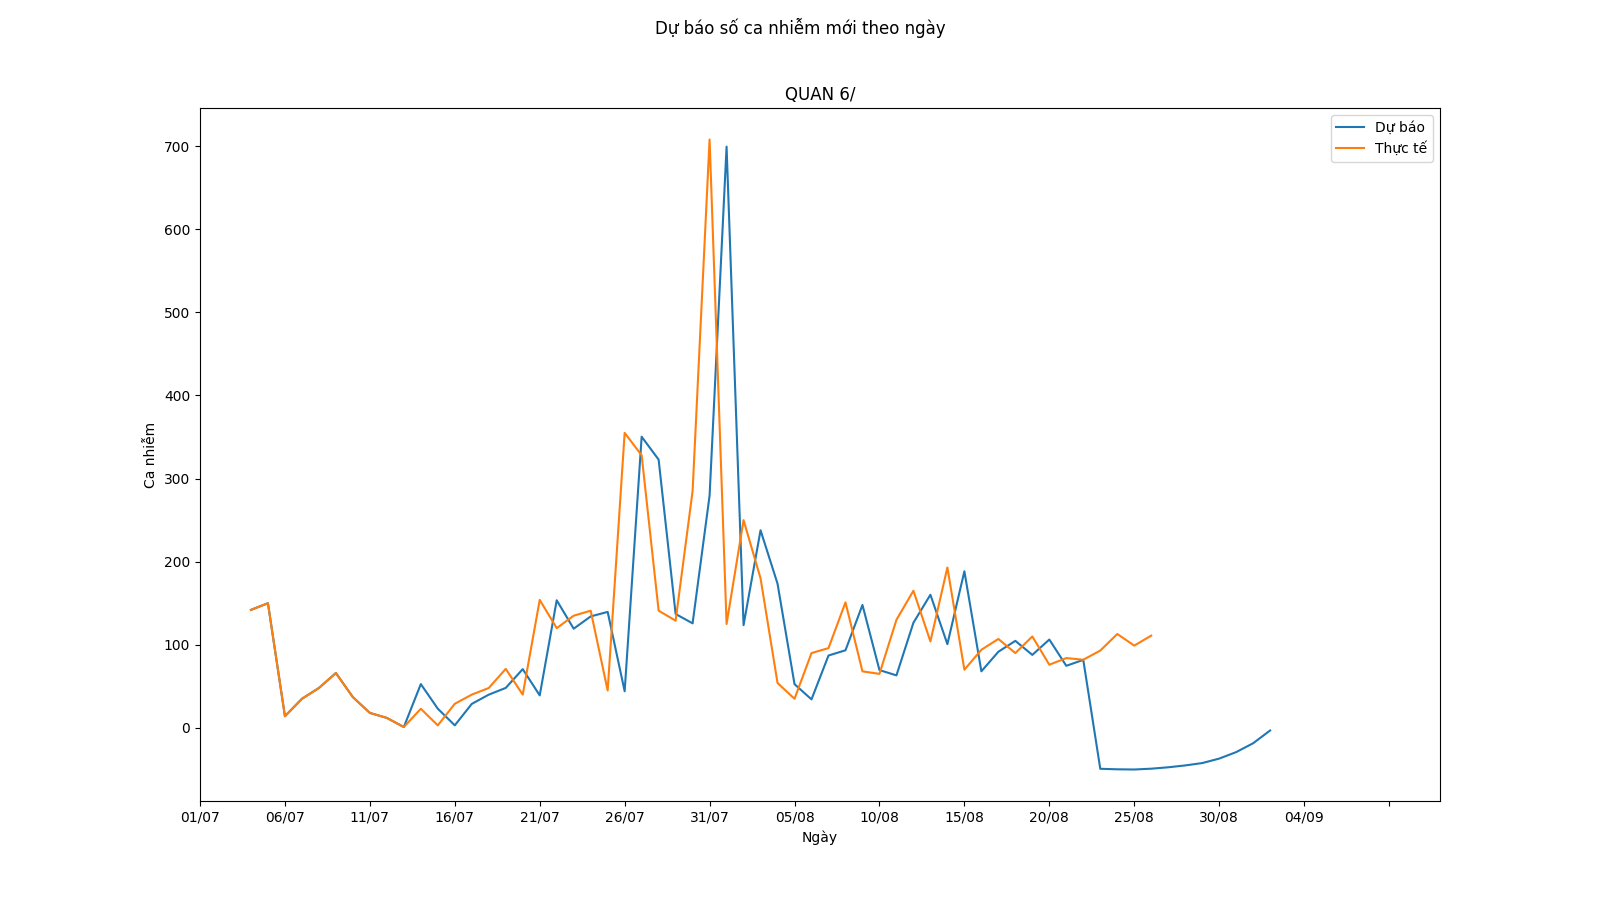 Dự báo số ca nhiễm mới theo ngày
QUAN 6/
Dự báo
Thực tế
700
600
500
400
300
200
100
0
Ca nhiễm
01/07 06/07 11/07 16/07 21/07 26/07 31/07 05/08 10/08 15/08 20/08 25/08 30/08 04/09
Ngày